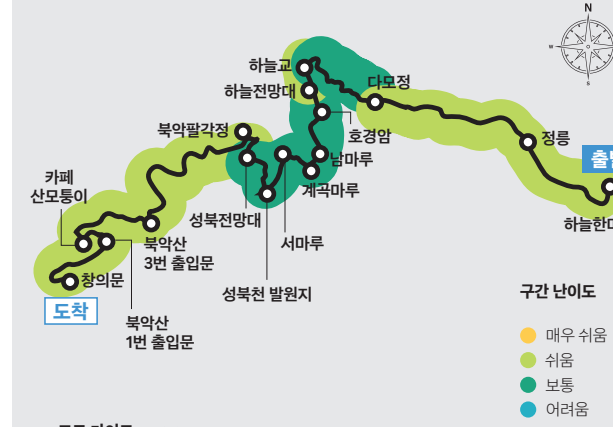 N
W
S
하늘교
하늘전망대
다모정
호경암
북악팔각정
정릉
남마루
카페
산모퉁이
계곡마루
성북전망대
서마루
북악산
3번 출입문
창의문
성북천 발원지
도착
북악산
1번 출입문
구간 난이도
매우 쉬움
쉬움
보통
어려움